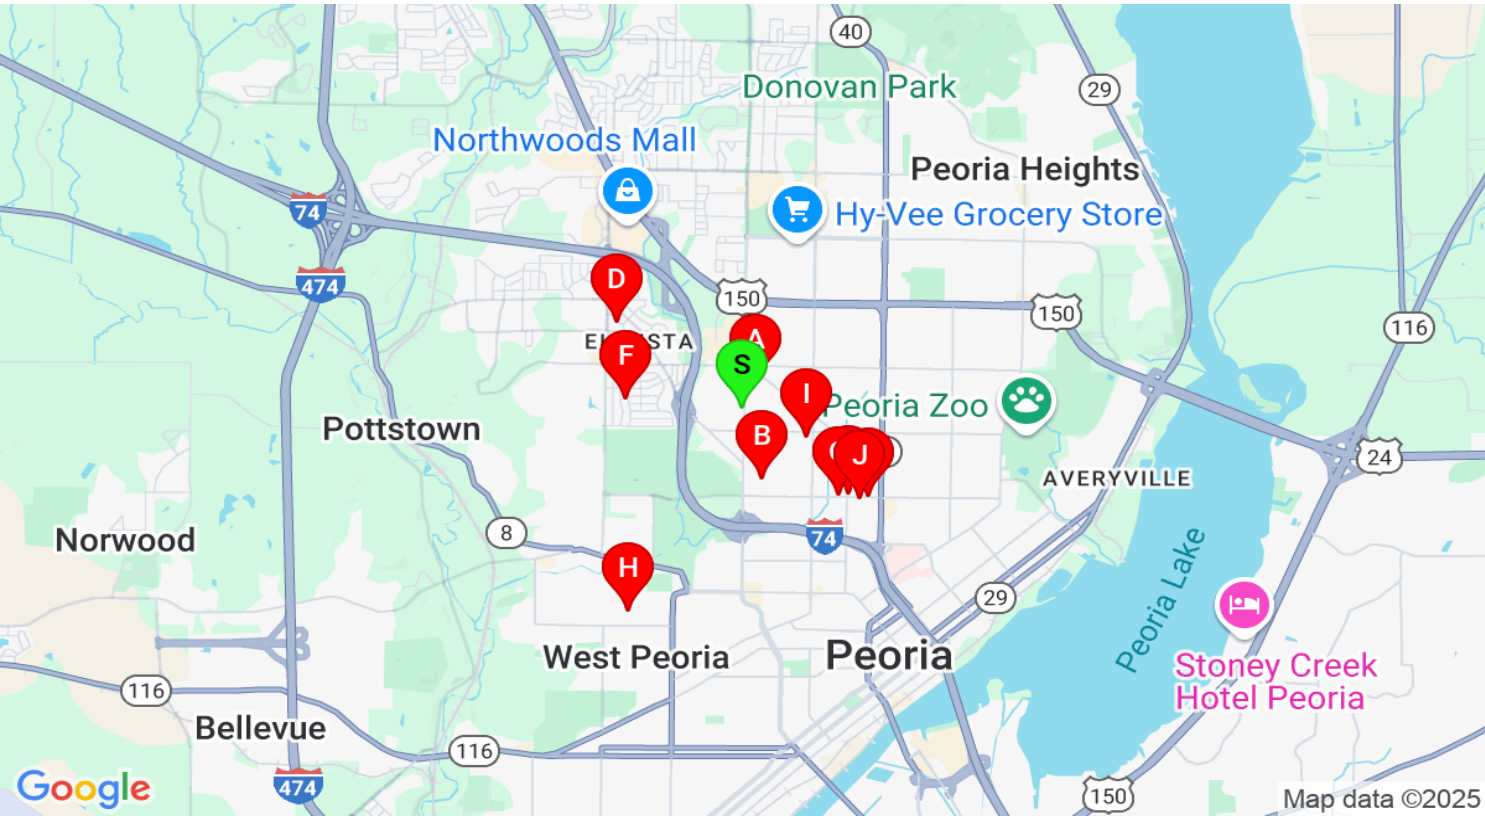 40
Donovan Park
29
Northwoods Mall
Peoria Heights
74
Hy-Vee Grocery Store
D
474
150
150
116
A
EL
STA
F
S
I
Peoria Zoo
Pottstown
B
J
24
AVERYVILLE
8
Norwood
74
H
29
Peoria Lake
West Peoria
Peoria
Stoney Creek
Hotel Peoria
116
Bellevue
116
Google
474
150
Map data ©2025